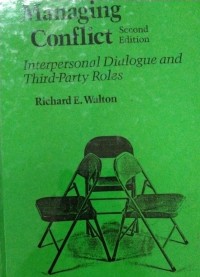 Managing
Conflict Second
Edition
Interpersonal Dialogue and
Third-Party Roles
Richard E. Walton